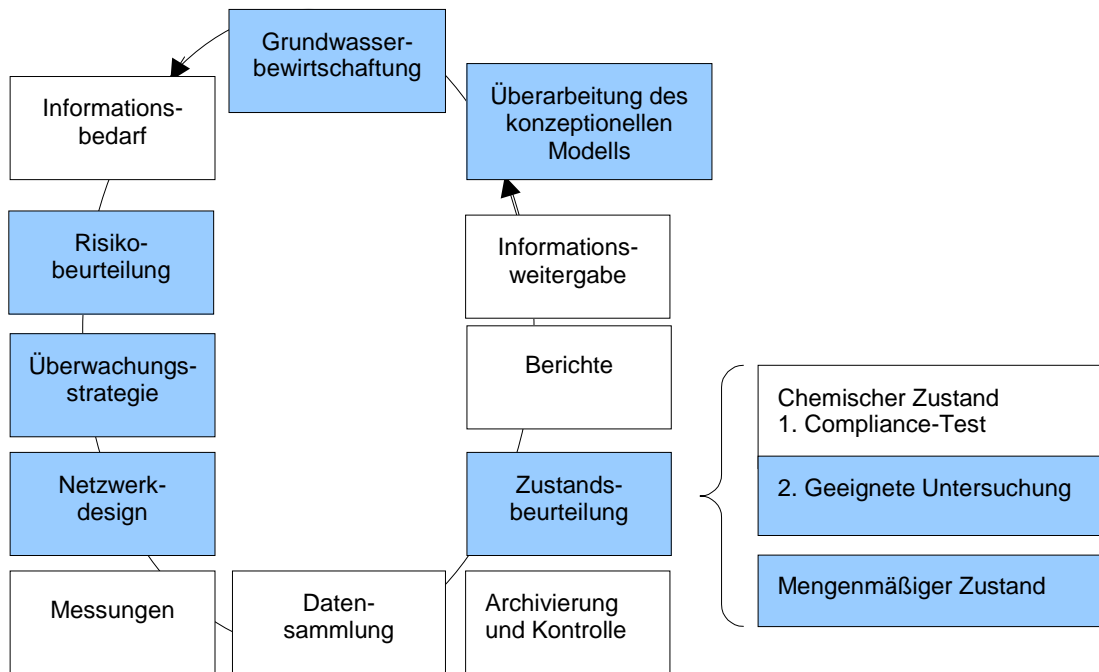 Grundwasser-
bewirtschaftung
Überarbeitung des
konzeptionellen
Modells
Informations-
bedarf
Risiko-
beurteilung
Informations-
weitergabe
Überwachungs-
strategie
Berichte
Chemischer Zustand
1. Compliance-Test
2. Geeignete Untersuchung
Netzwerk-
design
Zustands-
beurteilung
Mengenmäßiger Zustand
Messungen
Daten-
sammlung
Archivierung
und Kontrolle